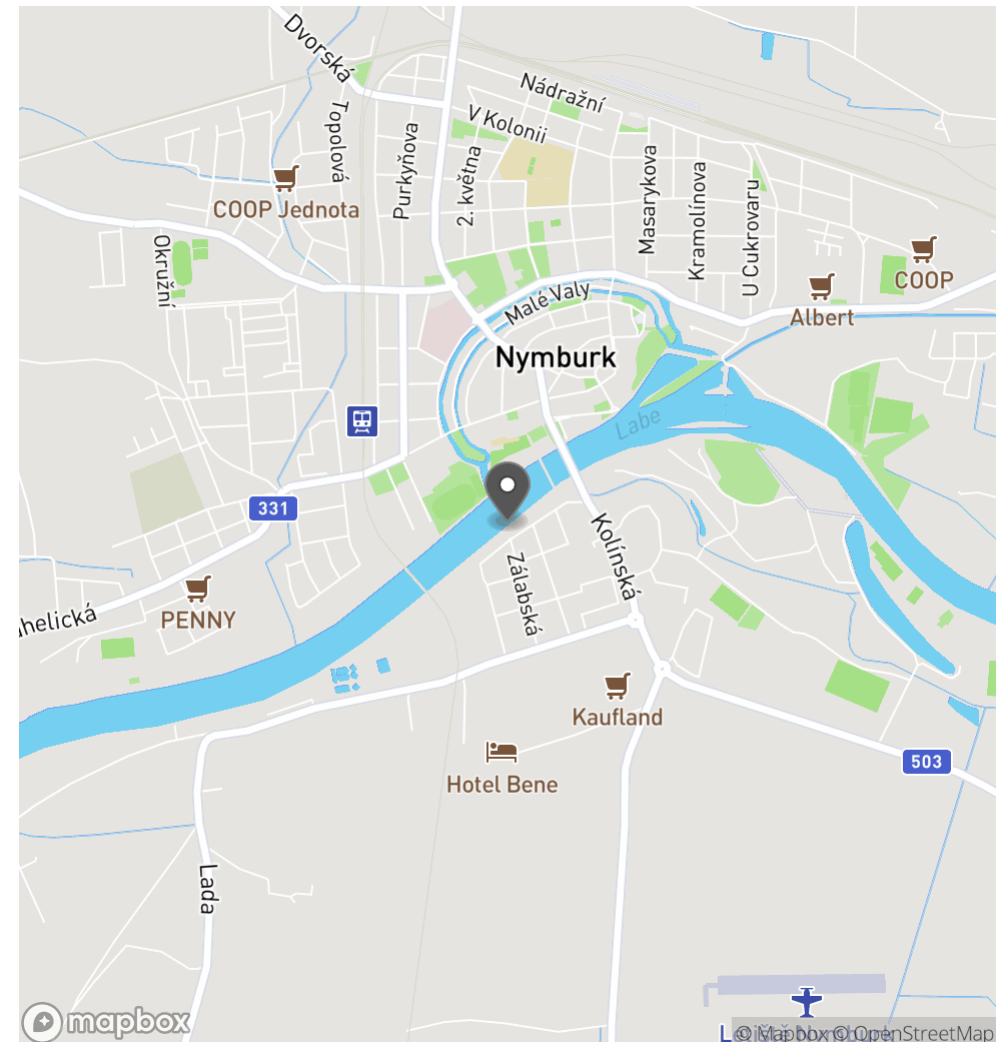 Dvorská
Nádražní
Topolová
V Kolonii
Purkyňova
2. května
Masarykova
Kramolínova
U Cukrovaru
COOP Jednota
Okružní
COOP
Malé Valy
Albert
Nymburk
Labe
331
Kolínská
Zálabská
PENNY
Kaufland
503
Hotel Bene
Lada
mapbox
© Mapbox © OpenStreetMap